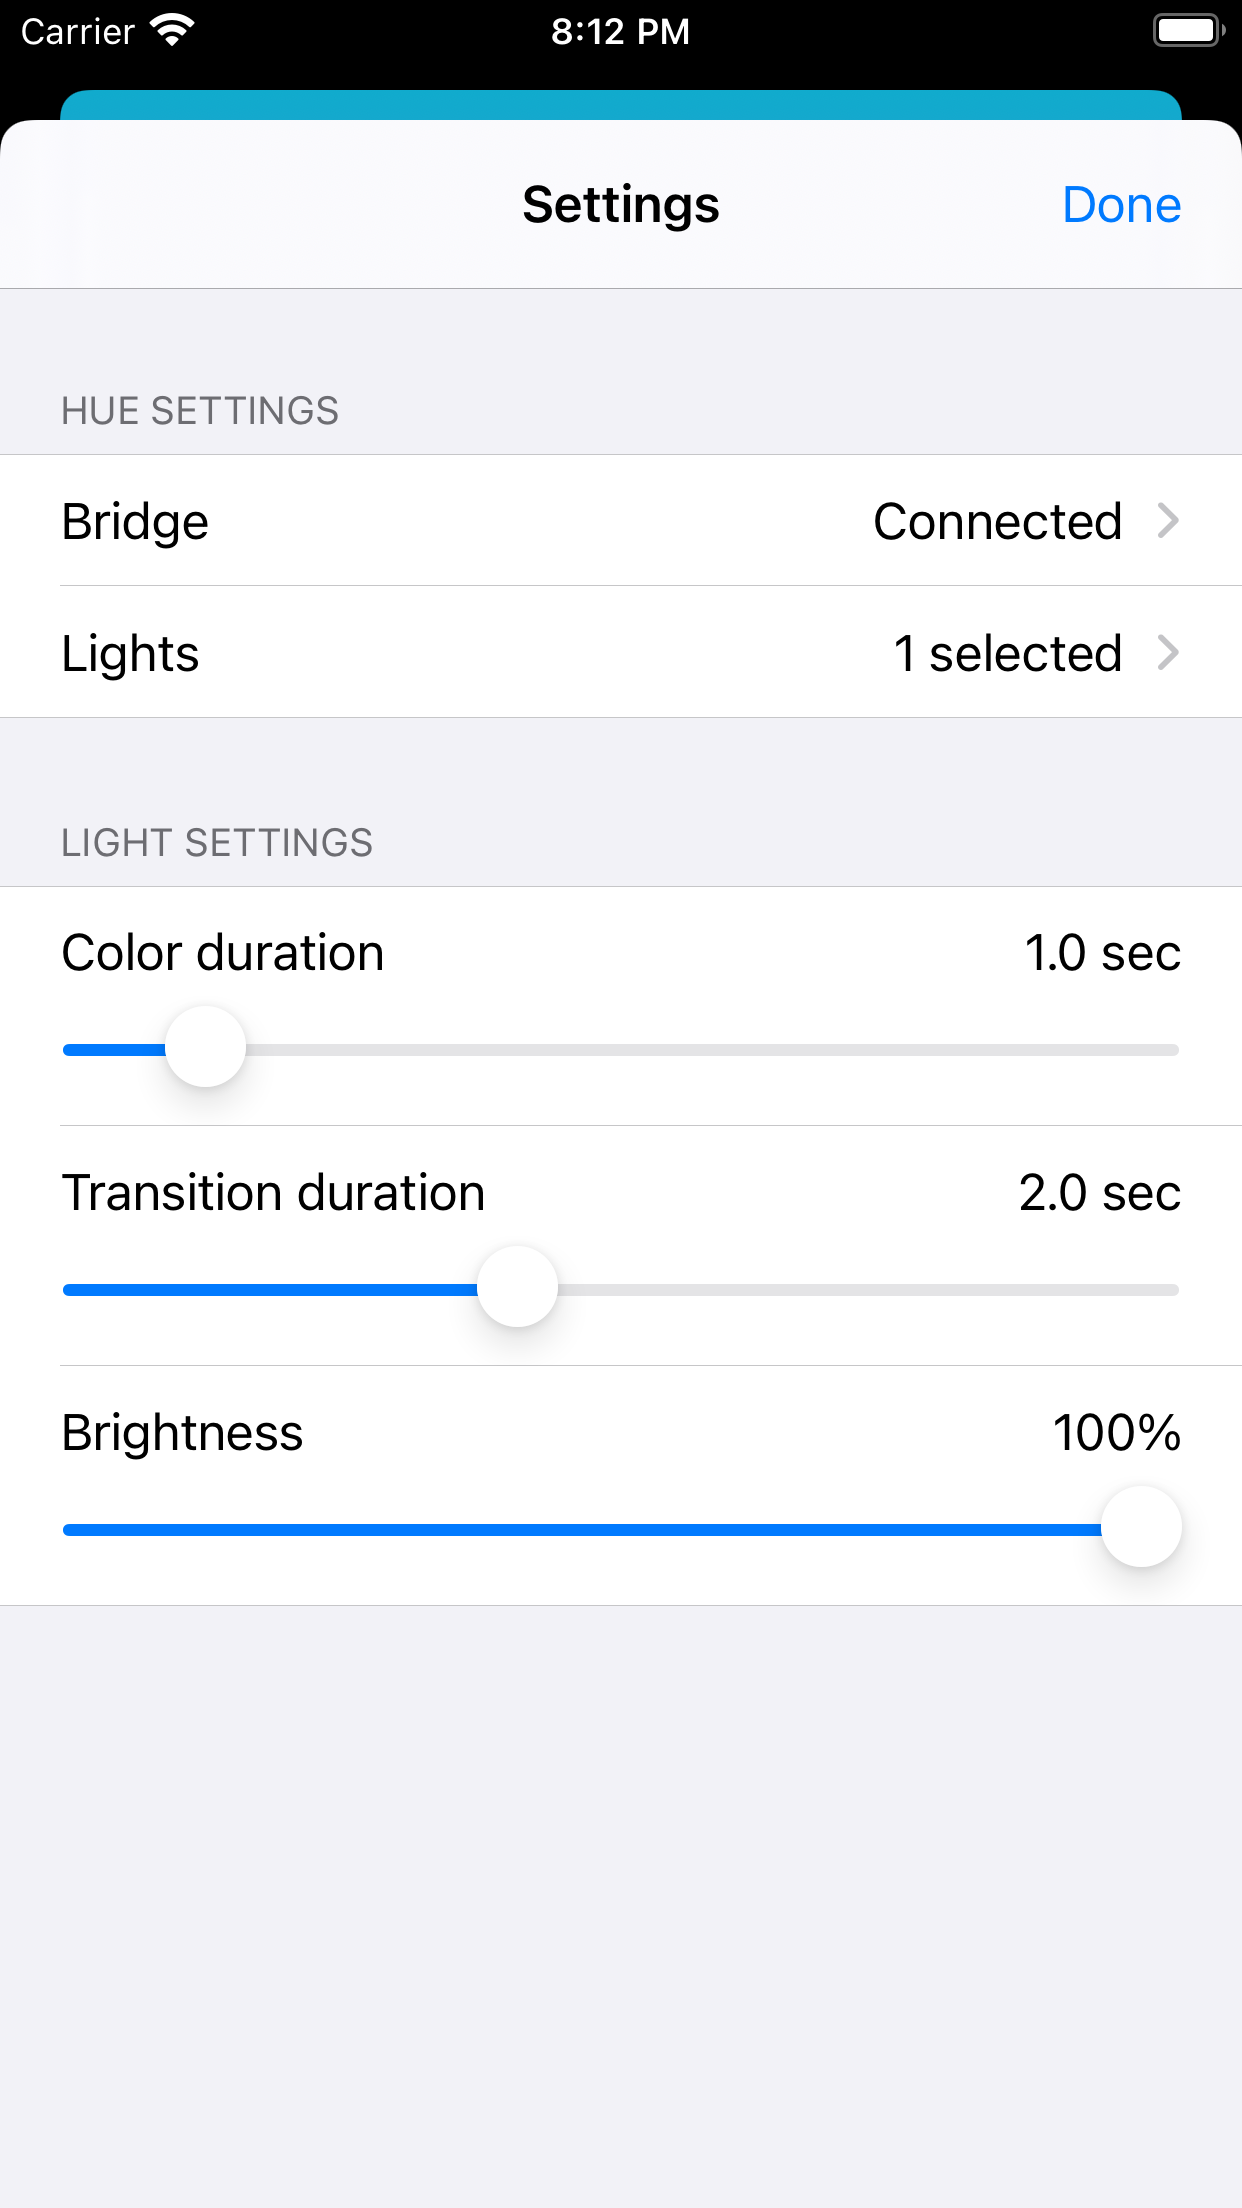 Carrier 8:12 PM
Settings Done
HUE SETTINGS
Bridge Connected
Lights 1 selected
LIGHT SETTINGS
Color duration 1.0 sec
Transition duration 2.0 sec
Brightness 100%